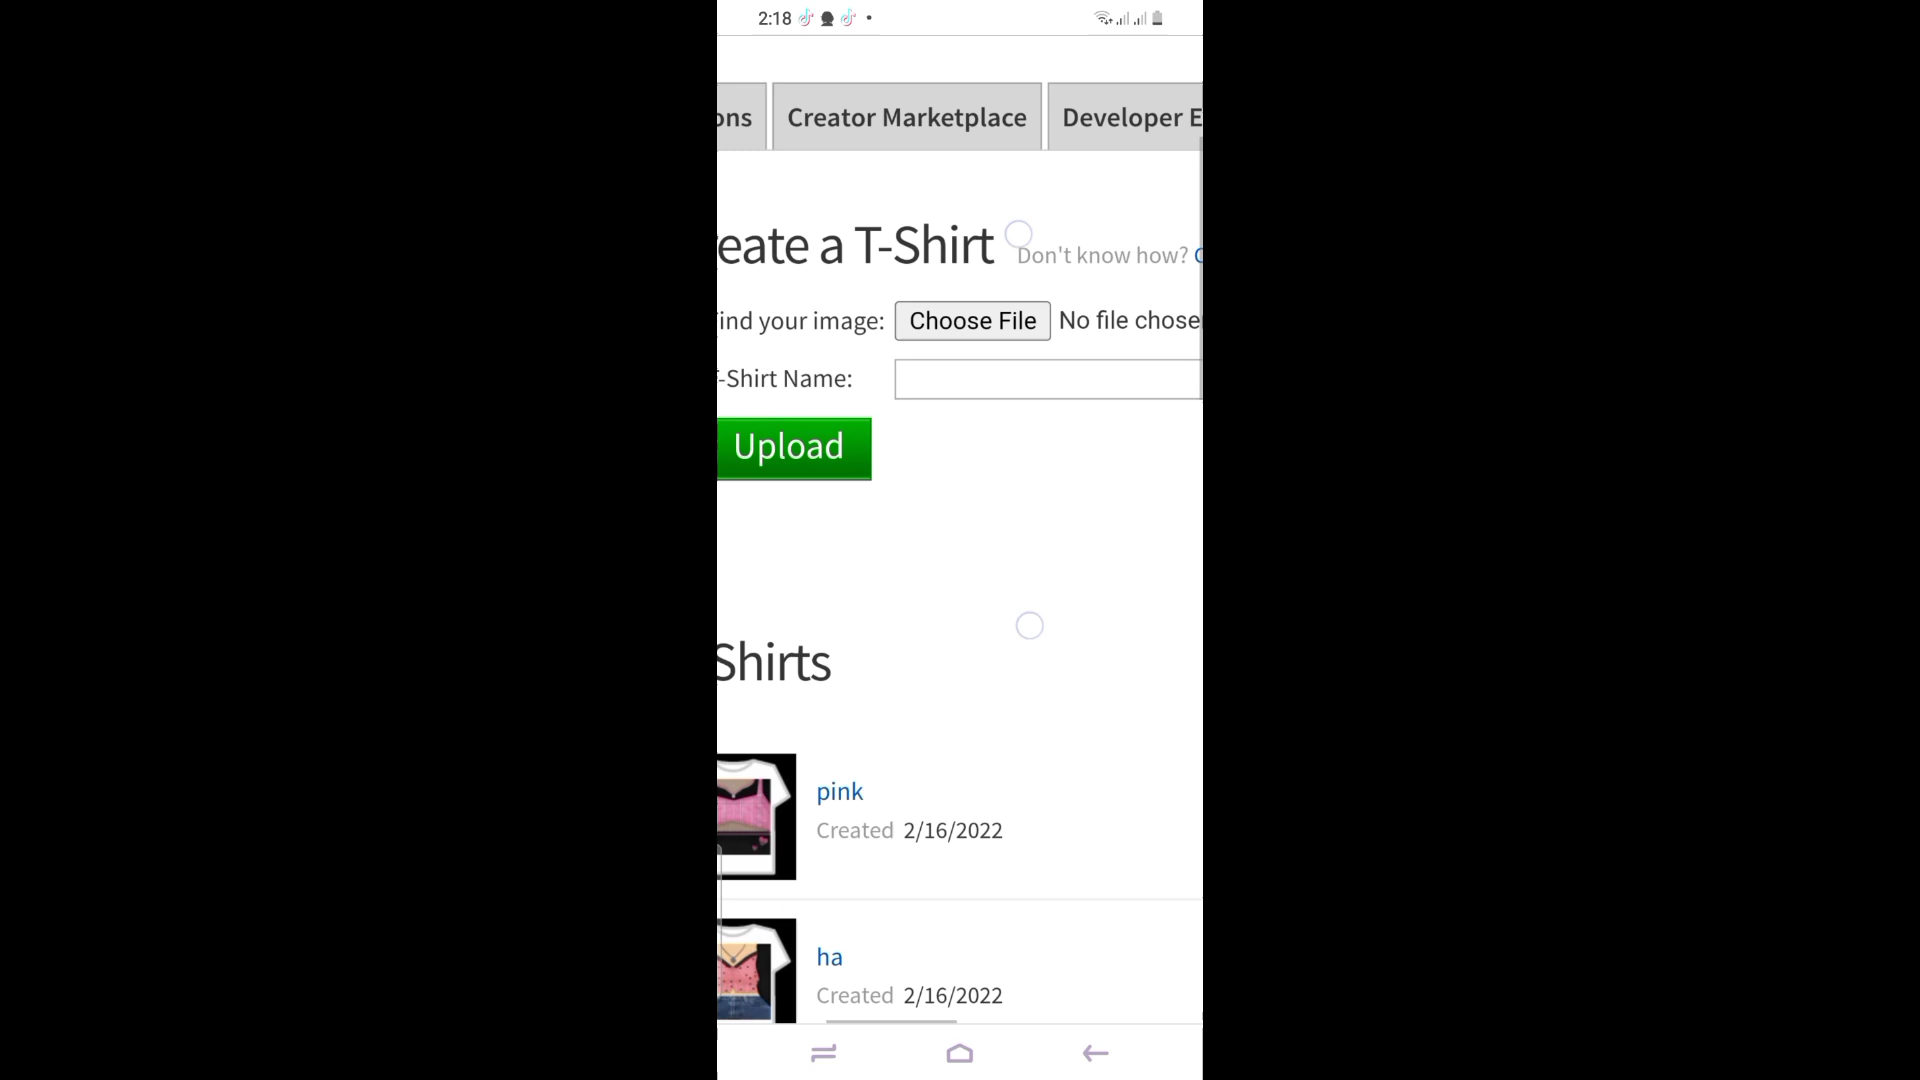 2:18
ons Creator Marketplace Developer E
eate a T-Shirt Don't know how?
ind your image: Choose File No file chose
-Shirt Name:
Upload
Shirts
pink
Created 2/16/2022
ha
Created 2/16/2022